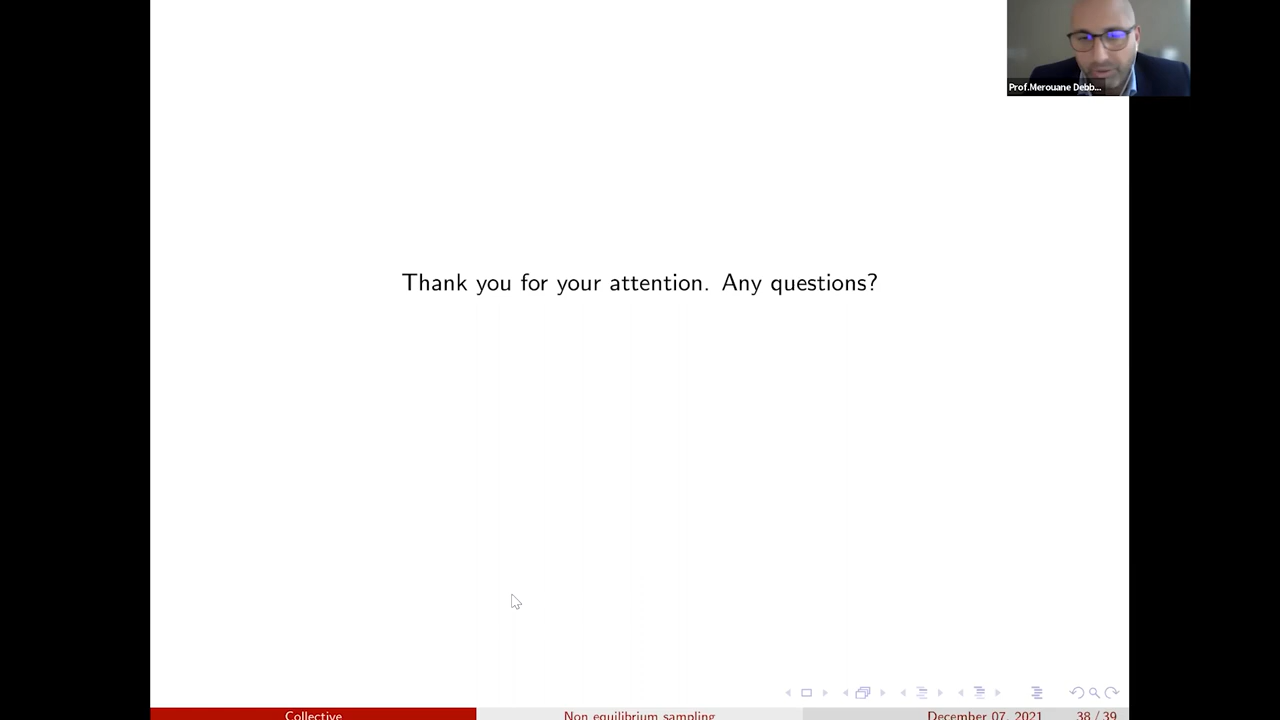 Prof.Merouane Debb...
Thank you for your attention. Any questions?
Collective Non equilibrium sampling December 07, 2021 38 / 39